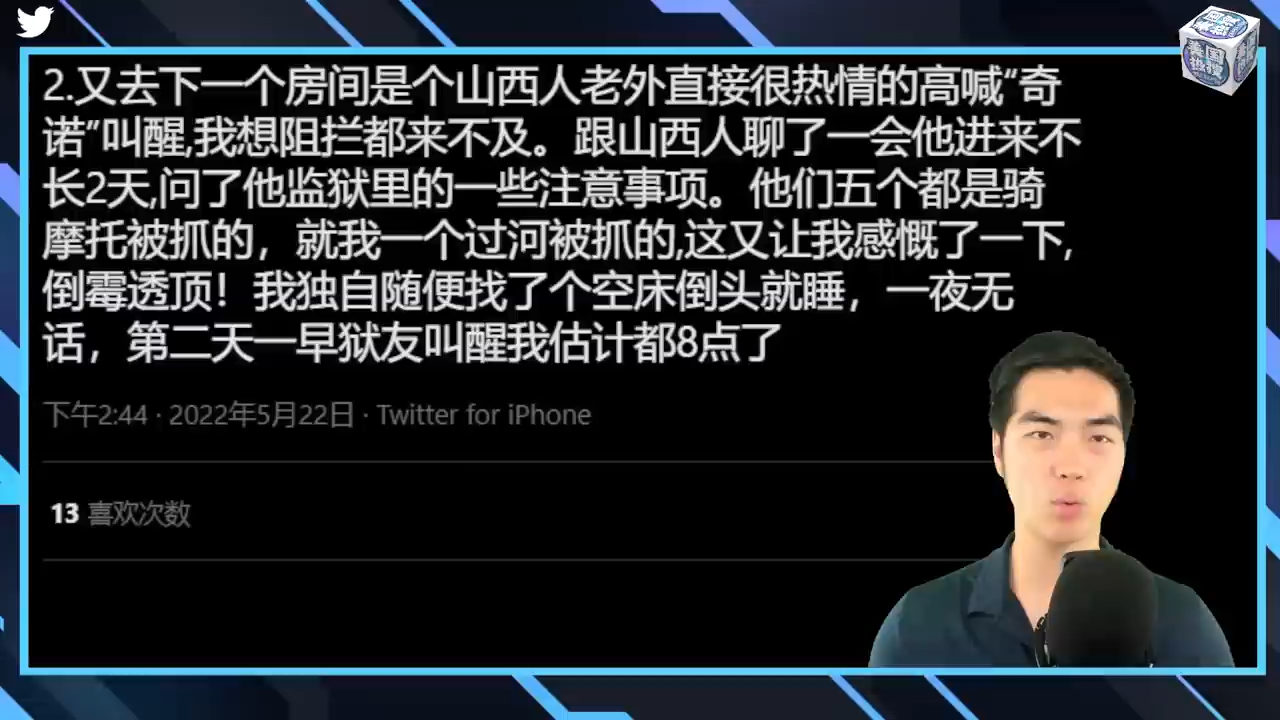 2.又去下一个房间是个山西人老外直接很热情的高喊“奇
诺”叫醒,我想阻拦都来不及。跟山西人聊了一会他进来不
长2天,问了他监狱里的一些注意事项。他们五个都是骑
摩托被抓的，就我一个过河被抓的,这又让我感慨了一下,
倒霉透顶！我独自随便找了个空床倒头就睡，一夜无
话，第二天一早狱友叫醒我估计都8点了
下午2:44 · 2022年5月22日 · Twitter for iPhone
13 喜欢次数
美国
热搜